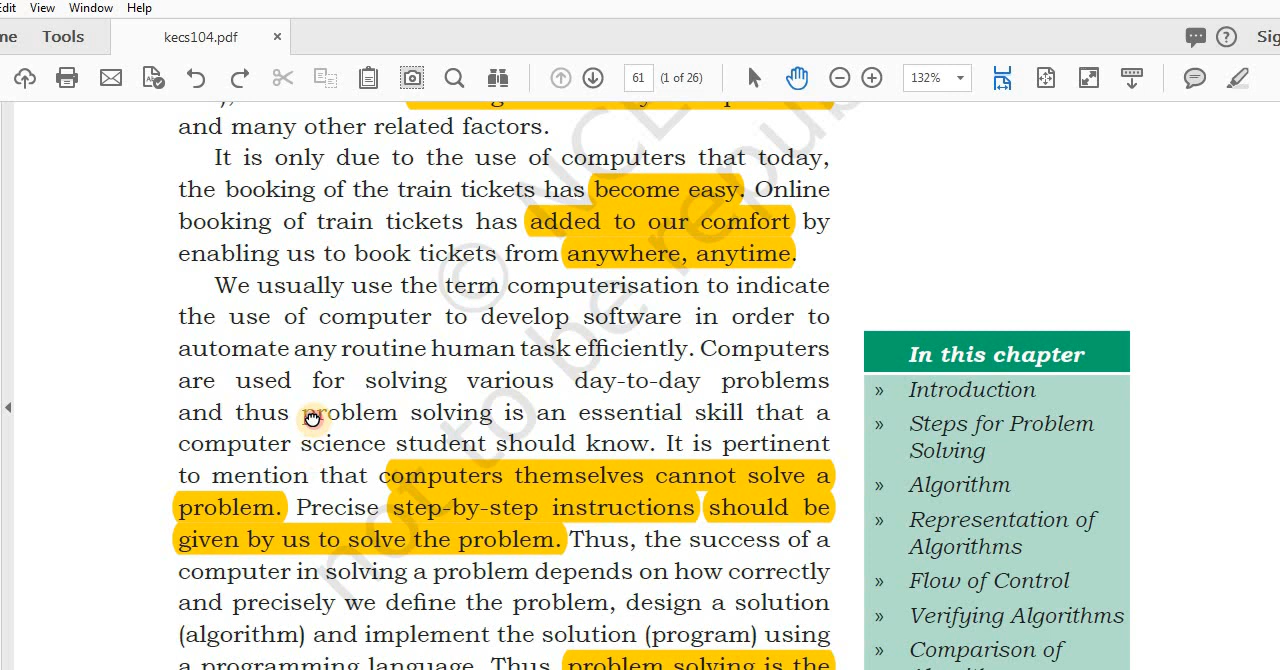 Edit View Window Help
Tools
kecs104.pdf ×
61 (1 of 26) 132%
and many other related factors.
It is only due to the use of computers that today,
the booking of the train tickets has become easy. Online
booking of train tickets has added to our comfort by
enabling us to book tickets from anywhere, anytime.
We usually use the term computerisation to indicate
the use of computer to develop software in order to
automate any routine human task efficiently. Computers
are used for solving various day-to-day problems
and thus problem solving is an essential skill that a
computer science student should know. It is pertinent
to mention that computers themselves cannot solve a
problem. Precise step-by-step instructions should be
given by us to solve the problem. Thus, the success of a
computer in solving a problem depends on how correctly
and precisely we define the problem, design a solution
(algorithm) and implement the solution (program) using
a programming language. Thus, problem solving is the
In this chapter
» Introduction
» Steps for Problem
Solving
» Algorithm
» Representation of
Algorithms
» Flow of Control
» Verifying Algorithms
» Comparison of
not to be republ